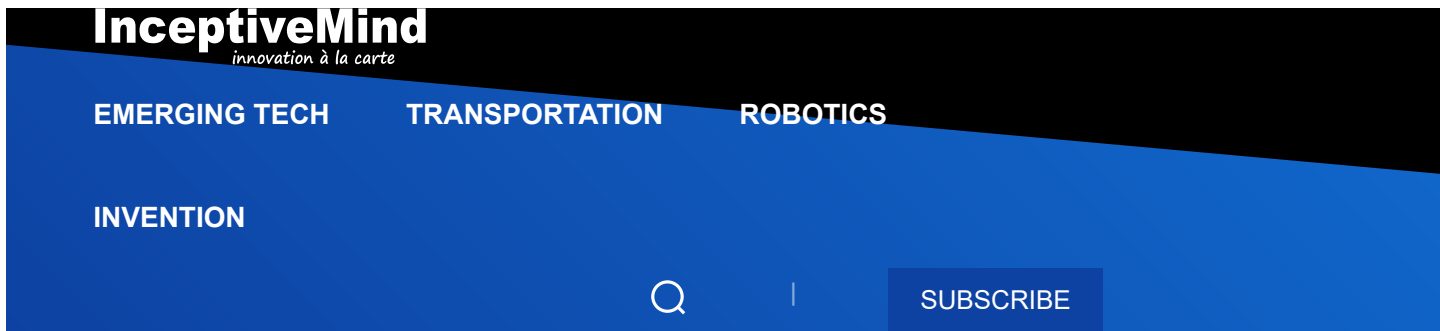 InceptiveMind
innovation à la carte
EMERGING TECH TRANSPORTATION ROBOTICS
INVENTION
SUBSCRIBE